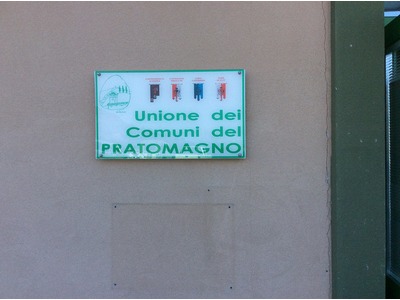 Unione dei
Comuni del
PRATOMAGNO